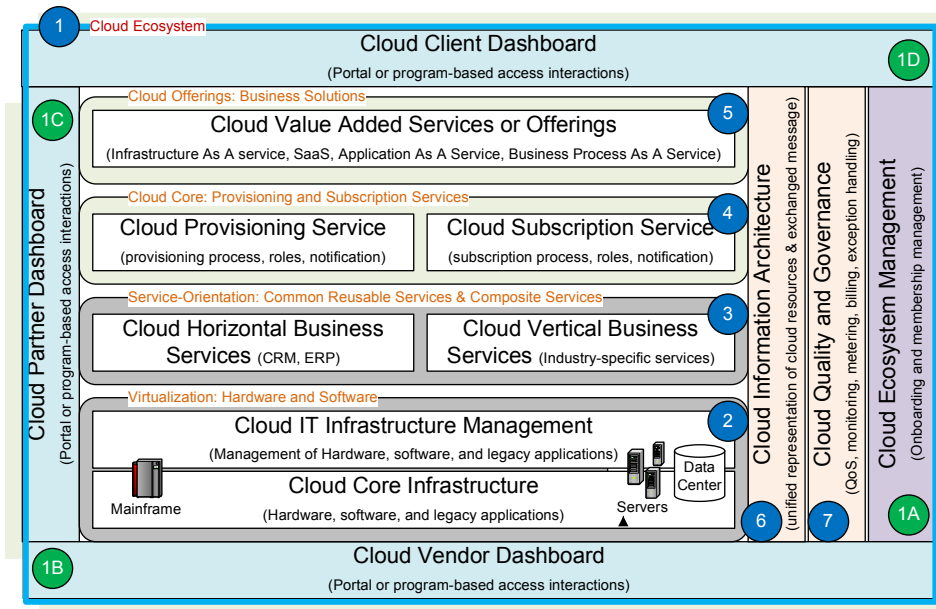 1
Cloud Ecosystem
Cloud Client Dashboard
(Portal or program-based access interactions)
1D
1C
Cloud Partner Dashboard
(Portal or program-based access interactions)
Cloud Offerings: Business Solutions
5
Cloud Value Added Services or Offerings
(Infrastructure As A service, SaaS, Application As A Service, Business Process As A Service)
Cloud Core: Provisioning and Subscription Services
4
Cloud Provisioning Service
(provisioning process, roles, notification)
Cloud Subscription Service
(subscription process, roles, notification)
Service-Orientation: Common Reusable Services & Composite Services
3
Cloud Horizontal Business
Services (CRM, ERP)
Cloud Vertical Business
Services (Industry-specific services)
Virtualization: Hardware and Software
2
Cloud IT Infrastructure Management
(Management of Hardware, software, and legacy applications)
Cloud Core Infrastructure
(Hardware, software, and legacy applications)
Mainframe
Servers
Data
Center
Cloud Information Architecture
(unified representation of cloud resources & exchanged message)
6
Cloud Quality and Governance
(QoS, monitoring, metering, billing, exception handling)
7
Cloud Ecosystem Management
(Onboarding and membership management)
1A
1B
Cloud Vendor Dashboard
(Portal or program-based access interactions)